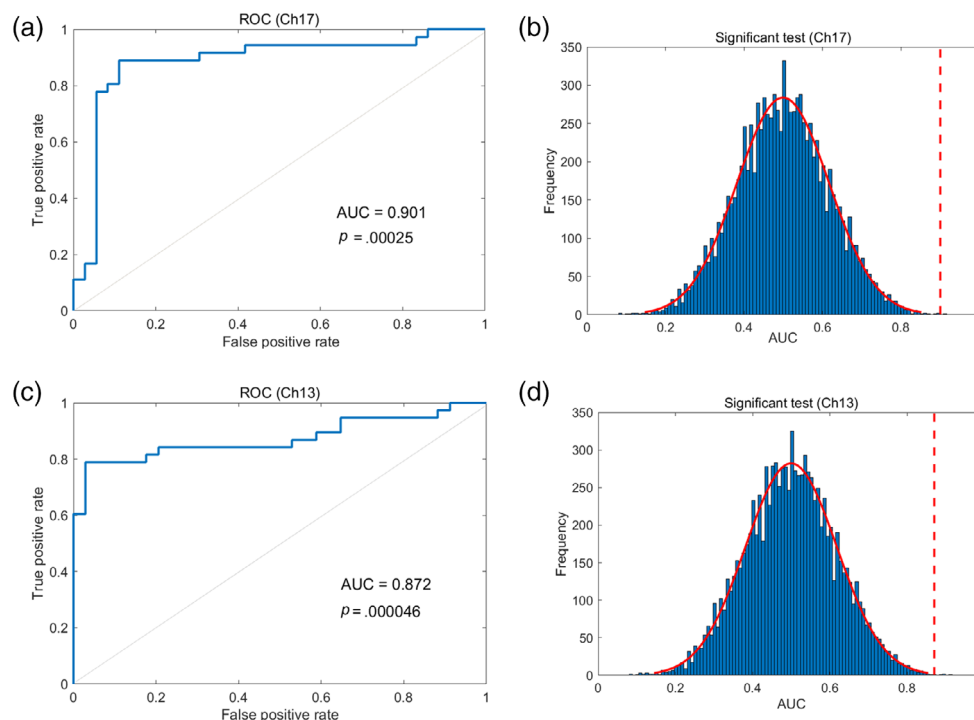 (a)
ROC (Ch17)
1
0.8
0.6
0.4
0.2
0
True positive rate
AUC = 0.901
p =.00025
0
0.2
0.4
0.6
0.8
1
False positive rate
(b)
Significant test (Ch17)
350
300
250
200
150
100
50
0
Frequency
0
0.2
0.4
0.6
0.8
AUC
(c)
ROC (Ch13)
1
0.8
0.6
0.4
0.2
0
True positive rate
AUC = 0.872
p =.000046
0
0.2
0.4
0.6
0.8
1
False positive rate
(d)
Significant test (Ch13)
400
350
300
250
200
150
100
50
0
Frequency
0
0.2
0.4
0.6
0.8
AUC